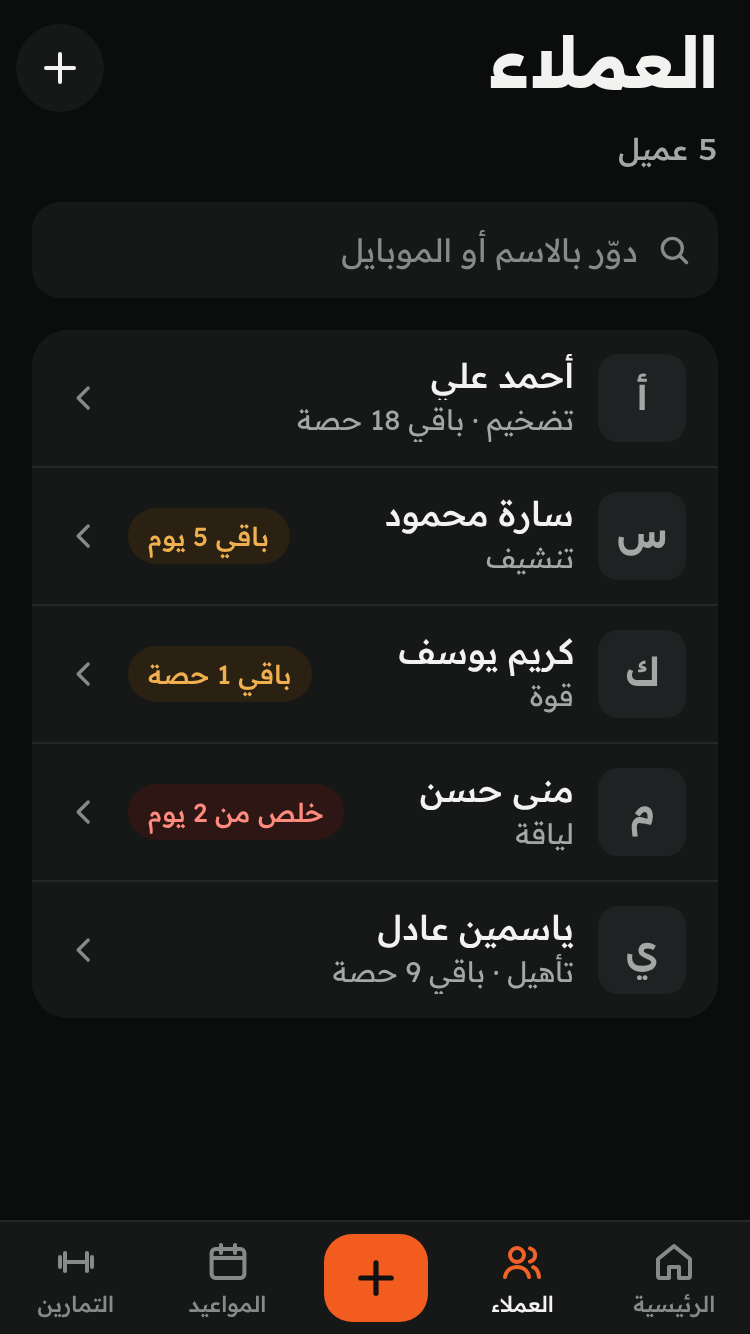 العملاء
5 عميل
دوّر بالاسم أو الموبايل
أ
أحمد علي
تضخيم · باقي 18 حصة
س
سارة محمود
تنشيف
باقي 5 يوم
ك
كريم يوسف
قوة
باقي 1 حصة
م
منى حسن
لياقة
خلص من 2 يوم
ي
ياسمين عادل
تأهيل · باقي 9 حصة
الرئيسية
العملاء
المواعيد
التمارين